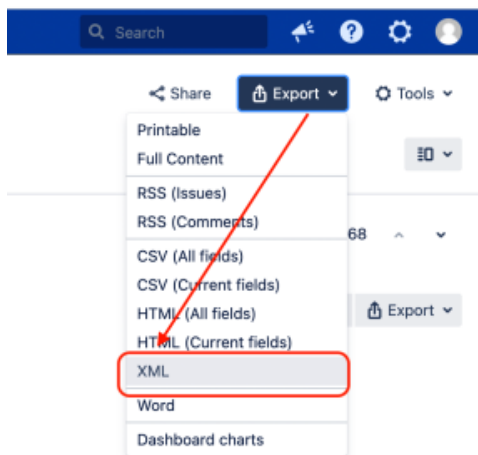 Search
Share Export Tools
Printable
Full Content
RSS (Issues)
RSS (Comments)
68
CSV (All fields)
CSV (Current fields)
HTML (All fields)
Export
HTML (Current fields)
XML
Word
Dashboard charts